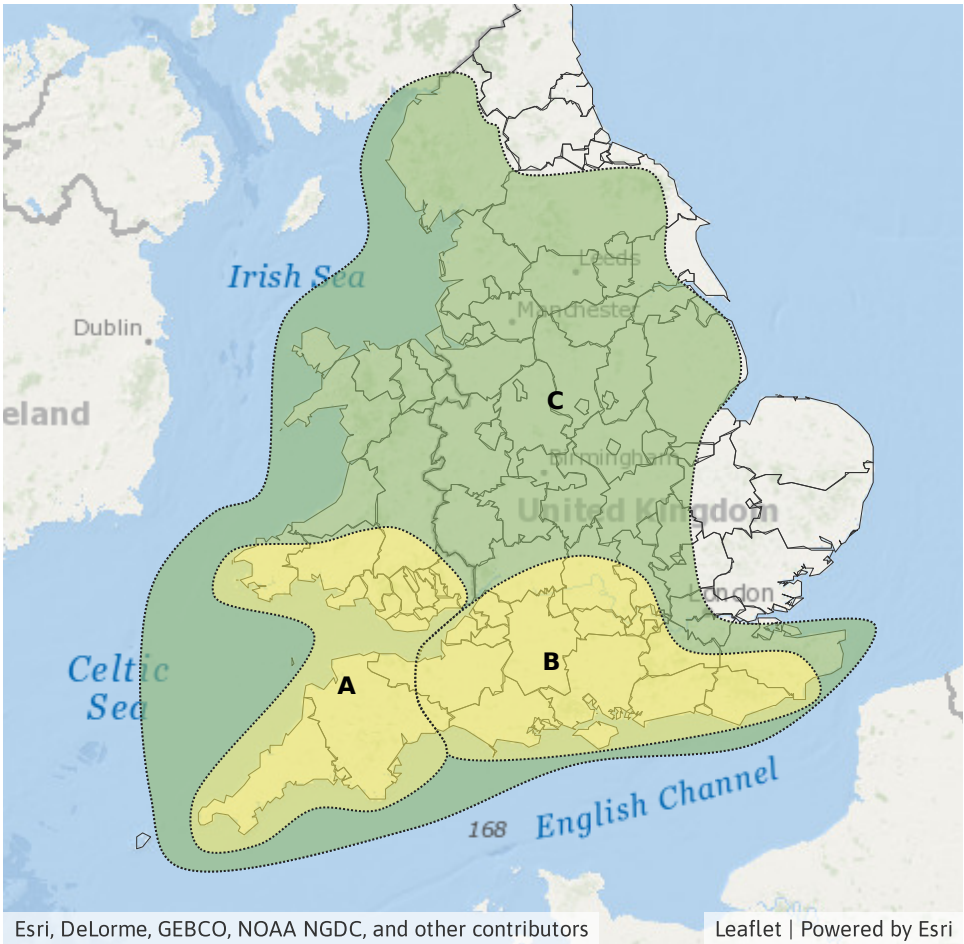 Leeds
Irish Sea
Manchester
Dublin
eland
C
Birmingham
United Kingdom
London
Celtic
Sea
B
A
English Channel
168
Esri, DeLorme, GEBCO, NOAA NGDC, and other contributors
Leaflet | Powered by Esri